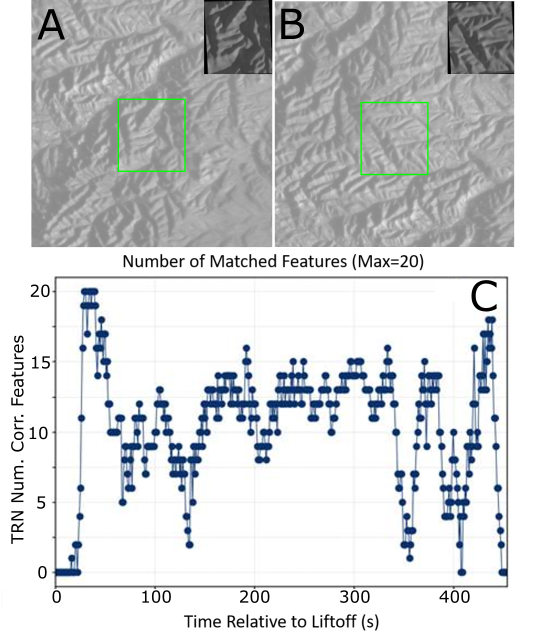 A
B
Number of Matched Features (Max=20)
C
TRN Num. Corr. Features
20
15
10
5
0
0
100
200
300
400
Time Relative to Liftoff (s)